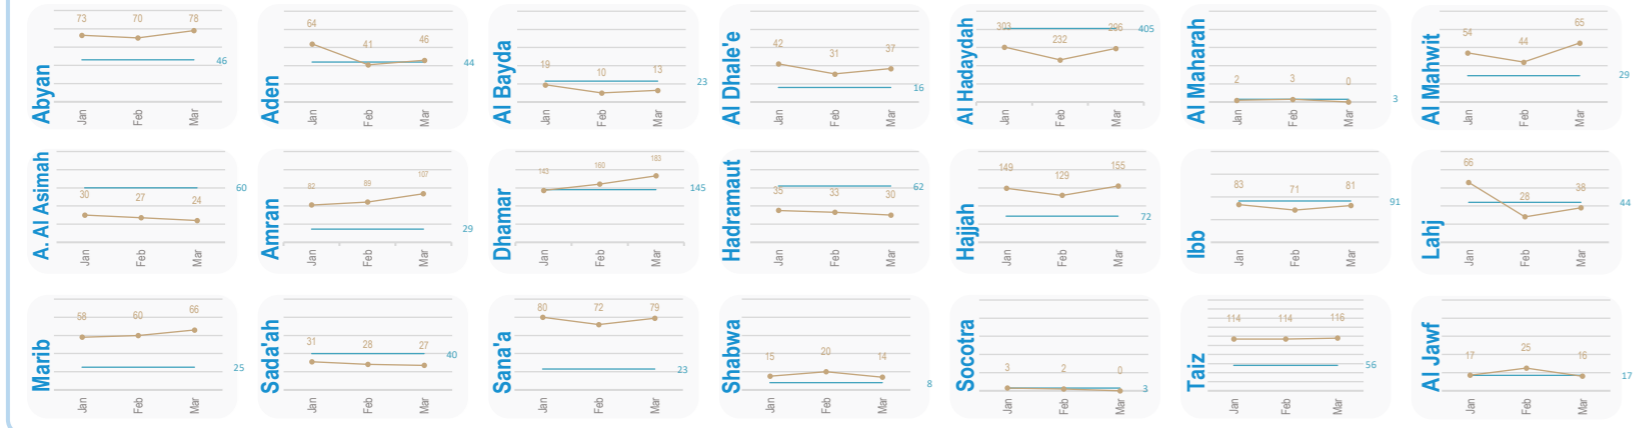 Abyan
73 70 78
46
Jan Feb Mar
Aden
64 41 46
44
Jan Feb Mar
Al Bayda
19 10 13
23
Jan Feb Mar
Al Dhale'e
42 31 37
16
Jan Feb Mar
Al Hadaydah
303 232 296
405
Jan Feb Mar
Al Maharah
2 3 0
3
Jan Feb Mar
Al Mahwit
54 44 65
29
Jan Feb Mar
A. Al Asimah
30 27 24
60
Jan Feb Mar
Amran
82 89 107
29
Jan Feb Mar
Dhamar
143 160 183
145
Jan Feb Mar
Hadramaut
35 33 30
62
Jan Feb Mar
Hajjah
149 129 155
72
Jan Feb Mar
Ibb
83 71 81
91
Jan Feb Mar
Lahj
66 28 38
44
Jan Feb Mar
Marib
58 60 66
25
Jan Feb Mar
Sada'ah
31 28 27
40
Jan Feb Mar
Sana'a
80 72 79
23
Jan Feb Mar
Shabwa
15 20 14
8
Jan Feb Mar
Socotra
3 2 0
3
Jan Feb Mar
Taiz
114 114 116
56
Jan Feb Mar
Al Jawf
17 25 16
17
Jan Feb Mar